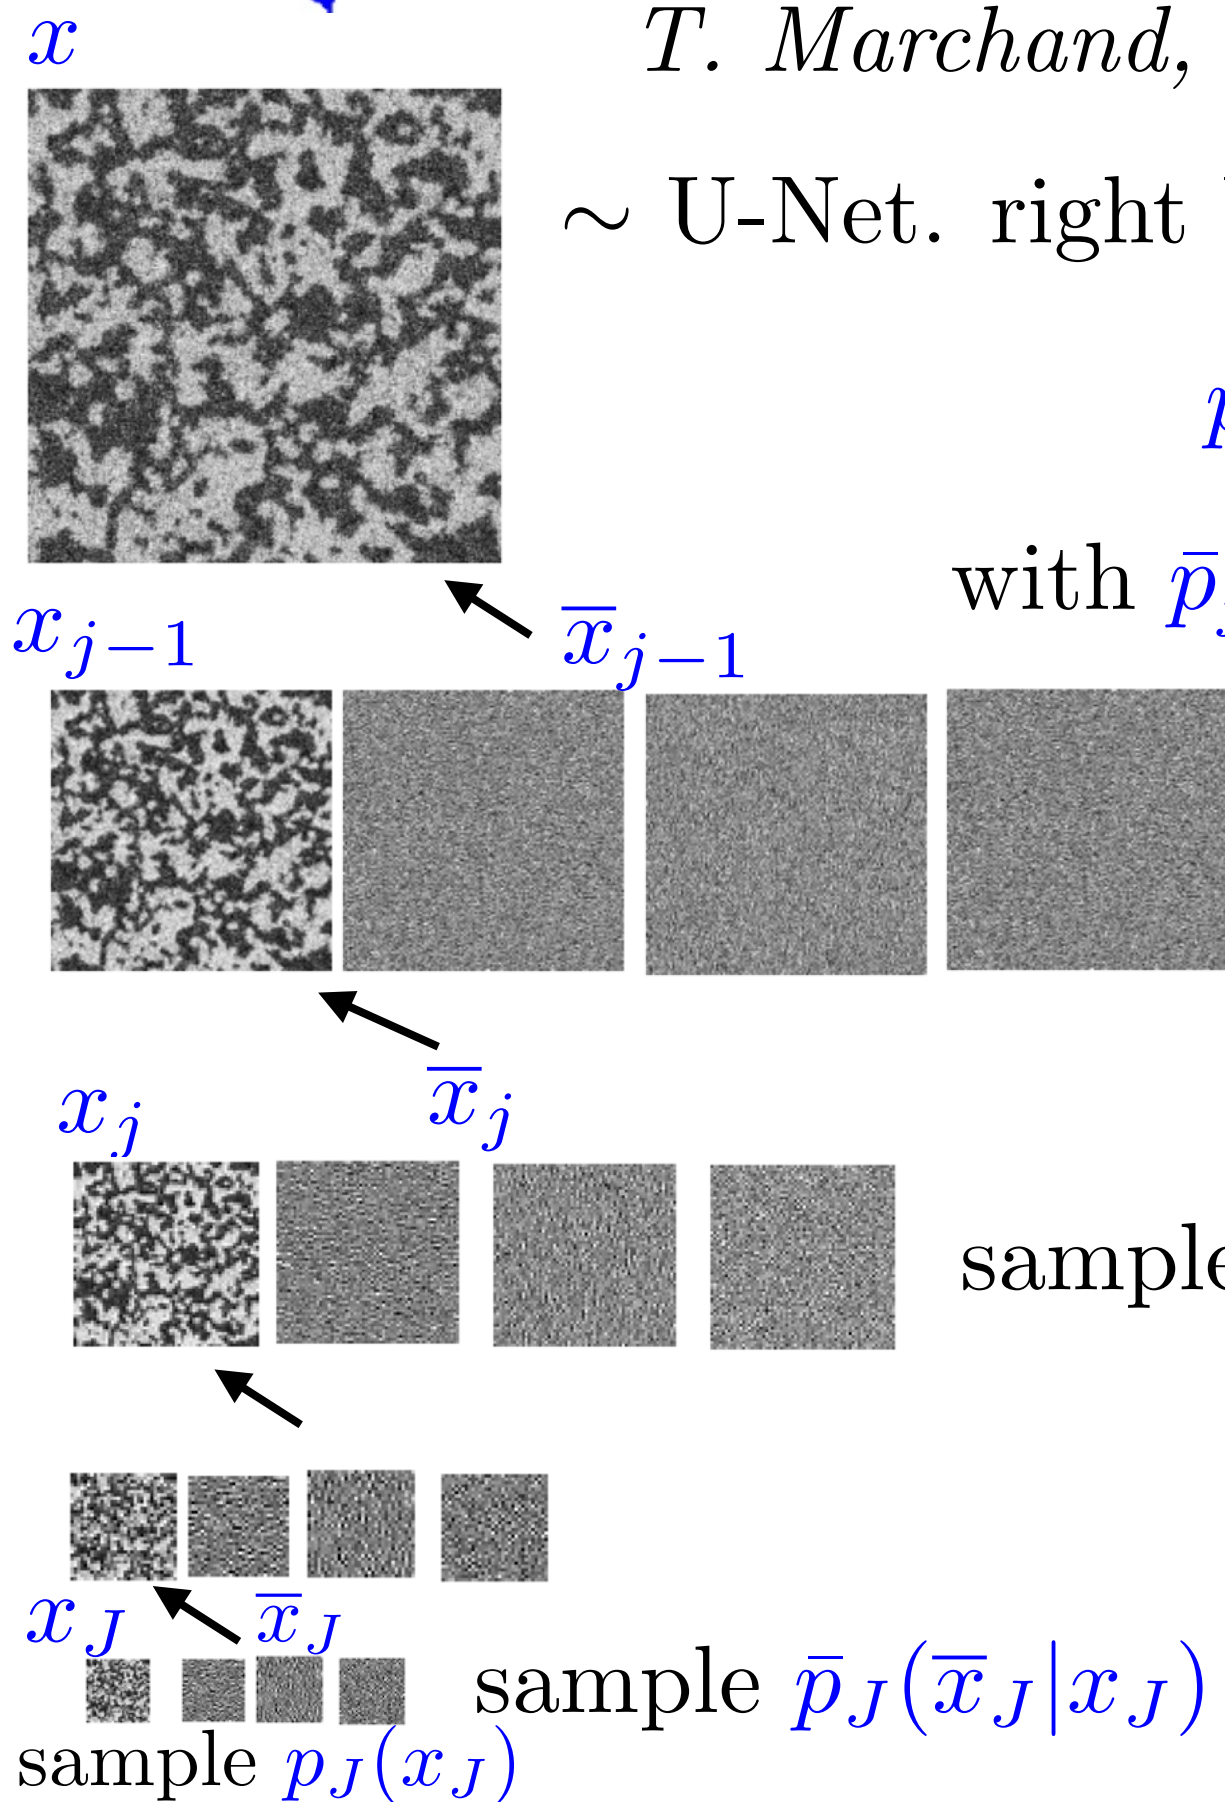 x
T. Marchand,
∼ U-Net. right
p
with p̄
x_{j−1}
x̄_{j−1}
x_j
x̄_j
sample
x_J
x̄_J
sample p̄_J(x̄_J|x_J)
sample p_J(x_J)